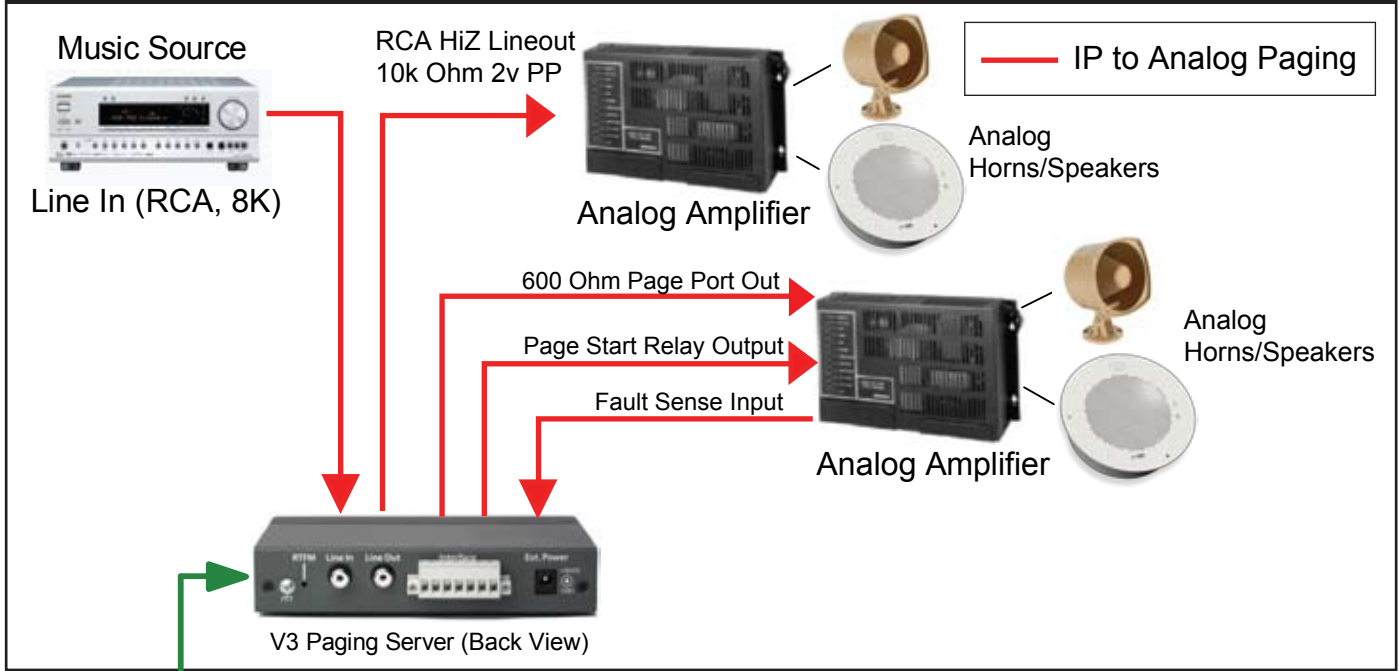 Music Source
Line In (RCA, 8K)
RCA HiZ Lineout
10k Ohm 2v PP
Analog Amplifier
Analog
Horns/Speakers
IP to Analog Paging
600 Ohm Page Port Out
Page Start Relay Output
Fault Sense Input
Analog Amplifier
Analog
Horns/Speakers
RTFM Line In Line Out Interface Ext. Power
V3 Paging Server (Back View)